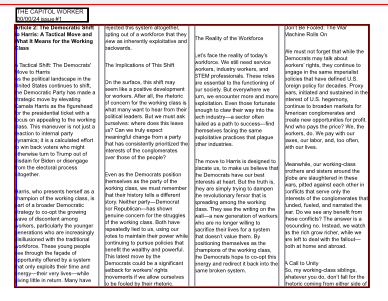 THE CAPITOL WORKER
00/00/24 issue#1
Article 2: The Democratic Shift
to Harris: A Tactical Move and
What It Means for the Working
Class
A Tactical Shift: The Democrats'
Move to Harris
As the political landscape in the
United States continues to shift,
the Democratic Party has made a
strategic move by elevating
Kamala Harris as the figurehead
for the presidential ticket with a
focus on appealing to the working
class. This maneuver is not just a
reaction to internal party
dynamics; it is a calculated effort
to win back voters who might
otherwise turn to Trump out of
disdain for Biden or disengage
from the electoral process
altogether.
Harris, who presents herself as a
champion of the working class, is
part of a broader Democratic
strategy to co-opt the growing
wave of discontent among
workers, particularly the younger
generations who are increasingly
disillusioned with the traditional
workforce. These young people
see through the facade of
opportunity offered by a system
that only exploits their time and
energy—their very lives—while
giving little in return. Many have
rejected this system altogether,
opting out of a workforce that they
view as inherently exploitative and
backwards.
The Implications of This Shift
On the surface, this shift may
seem like a positive development
for workers. After all, the rhetoric
of concern for the working class is
what many want to hear from their
political leaders. But we must ask
ourselves: where does this leave
us? Can we truly expect
meaningful change from a party
that has consistently prioritized the
interests of the conglomerates
over those of the people?
Even as the Democrats position
themselves as the party of the
working class, we must remember
that their history tells a different
story. Neither party—Democrat
nor Republican—has shown
genuine concern for the struggles
of the working class. Both have
repeatedly lied to us, using our
votes to maintain their power while
continuing to pursue policies that
benefit the wealthy and powerful.
This latest move by the
Democrats could be a significant
setback for workers' rights
movements if we allow ourselves
to be fooled by their rhetoric.
The Reality of the Workforce
Let's face the reality of today's
workforce. We still need service
workers, industry workers, and
STEM professionals. These roles
are essential to the functioning of
our society. But everywhere we
turn, we encounter more and more
exploitation. Even those fortunate
enough to claw their way into the
tech industry—a sector often
hailed as a path to success—find
themselves facing the same
exploitative practices that plague
other industries.
The move to Harris is designed to
placate us, to make us believe that
the Democrats have our best
interests at heart. But the truth is,
they are simply trying to dampen
the revolutionary fervor that is
spreading among the working
class. They see the writing on the
wall—a new generation of workers
who are no longer willing to
sacrifice their lives for a system
that doesn't value them. By
positioning themselves as the
champions of the working class,
the Democrats hope to co-opt this
energy and redirect it back into the
same broken system.
Don't Be Fooled: The War
Machine Rolls On
We must not forget that while the
Democrats may talk about
workers' rights, they continue to
engage in the same imperialist
policies that have defined U.S.
foreign policy for decades. Proxy
wars, initiated and sustained in the
interest of U.S. hegemony,
continue to broaden markets for
American conglomerates and
create new opportunities for profit.
And who pays the price? We, the
workers, do. We pay with our
taxes, our labor, and, too often,
with our lives.
Meanwhile, our working-class
brothers and sisters around the
globe are slaughtered in these
wars, pitted against each other in
conflicts that serve only the
interests of the conglomerates that
funded, fueled, and narrated the
war. Do we see any benefit from
these conflicts? The answer is a
resounding no. Instead, we watch
as the rich grow richer, while we
are left to deal with the fallout—
both at home and abroad.
A Call to Unity
So, my working-class siblings,
whatever you do, don't fall for the
rhetoric coming from either side of